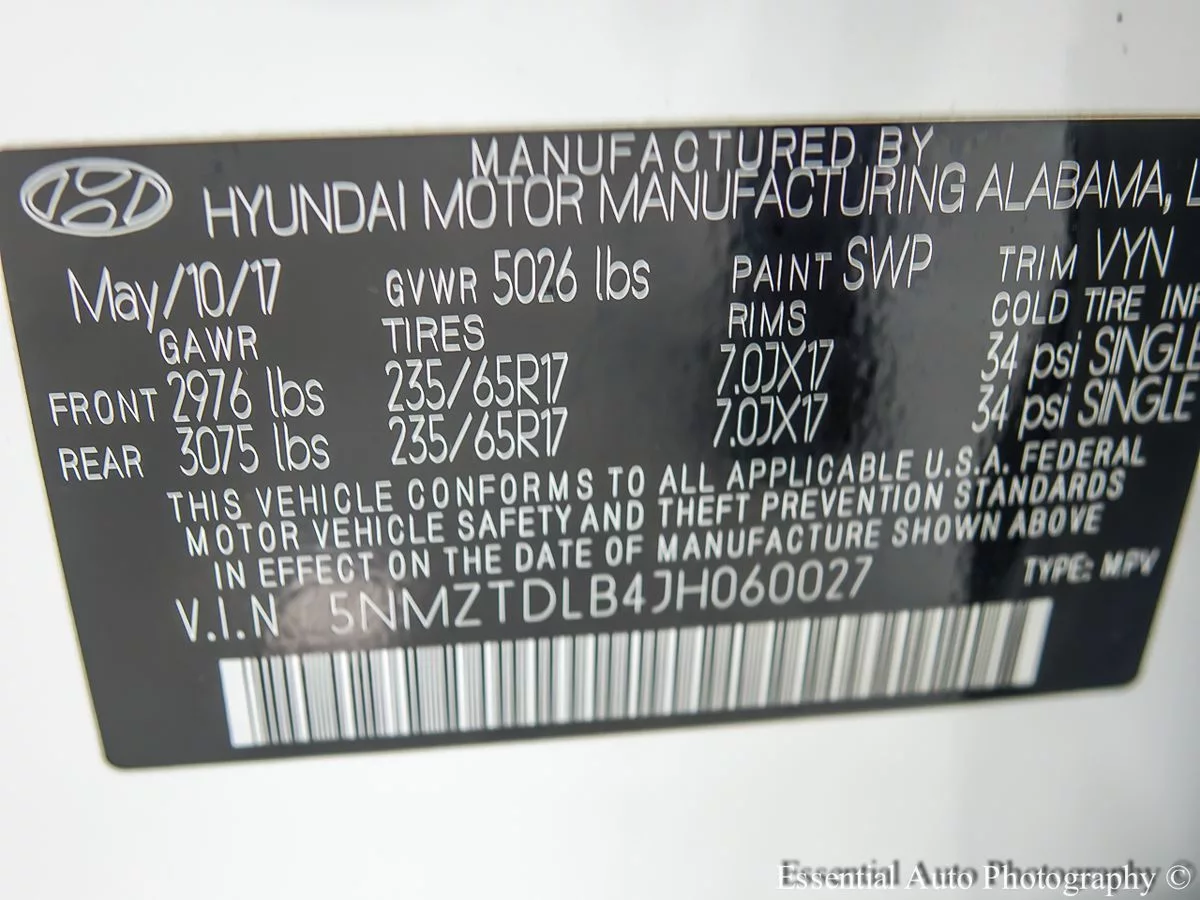 MANUFACTURED BY
HYUNDAI MOTOR MANUFACTURING ALABAMA,
May/10/17 GVWR 5026 lbs PAINT SWP TRIM VYN
GAWR TIRES RIMS COLD TIRE
FRONT 2976 lbs 235/65R17 7.0JX17 34 psi SINGLE
REAR 3075 lbs 235/65R17 7.0JX17 34 psi SINGLE
THIS VEHICLE CONFORMS TO ALL APPLICABLE U.S.A. FEDERAL
MOTOR VEHICLE SAFETY AND THEFT PREVENTION STANDARDS
IN EFFECT ON THE DATE OF MANUFACTURE SHOWN ABOVE
V.I.N 5NMZTDLB4JH060027 TYPE: MPV
Essential Auto Photography ©